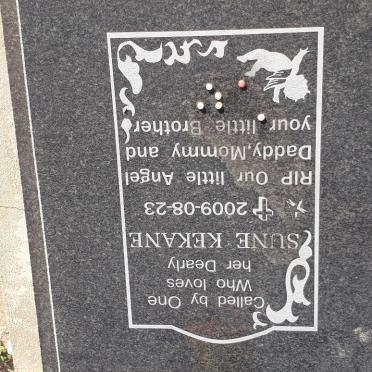 Called by One
Who loves
her Dearly
SUNE KEKANE
2009-08-23
RIP Our little Angel
Daddy,Mommy and
your little Brother